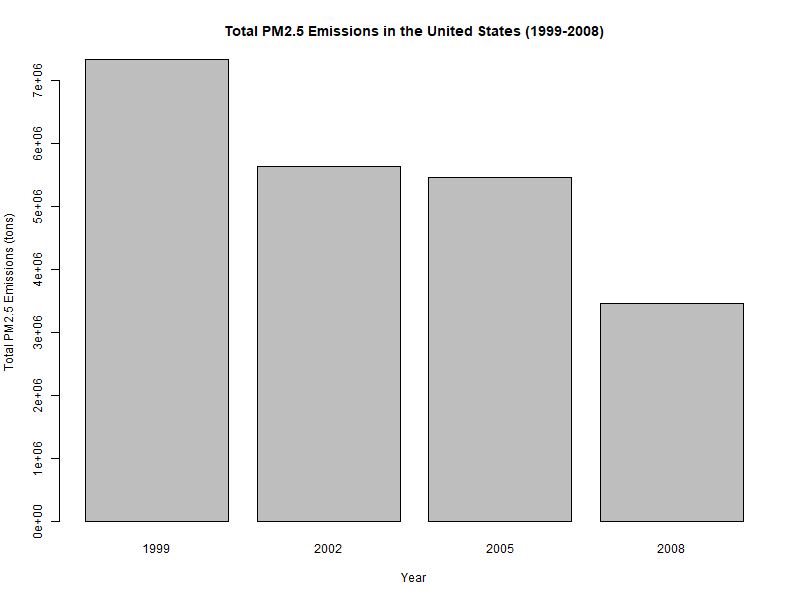 Total PM2.5 Emissions in the United States (1999-2008)
Total PM2.5 Emissions (tons)
7e+06
6e+06
5e+06
4e+06
3e+06
2e+06
1e+06
0e+00
1999 2002 2005 2008
Year